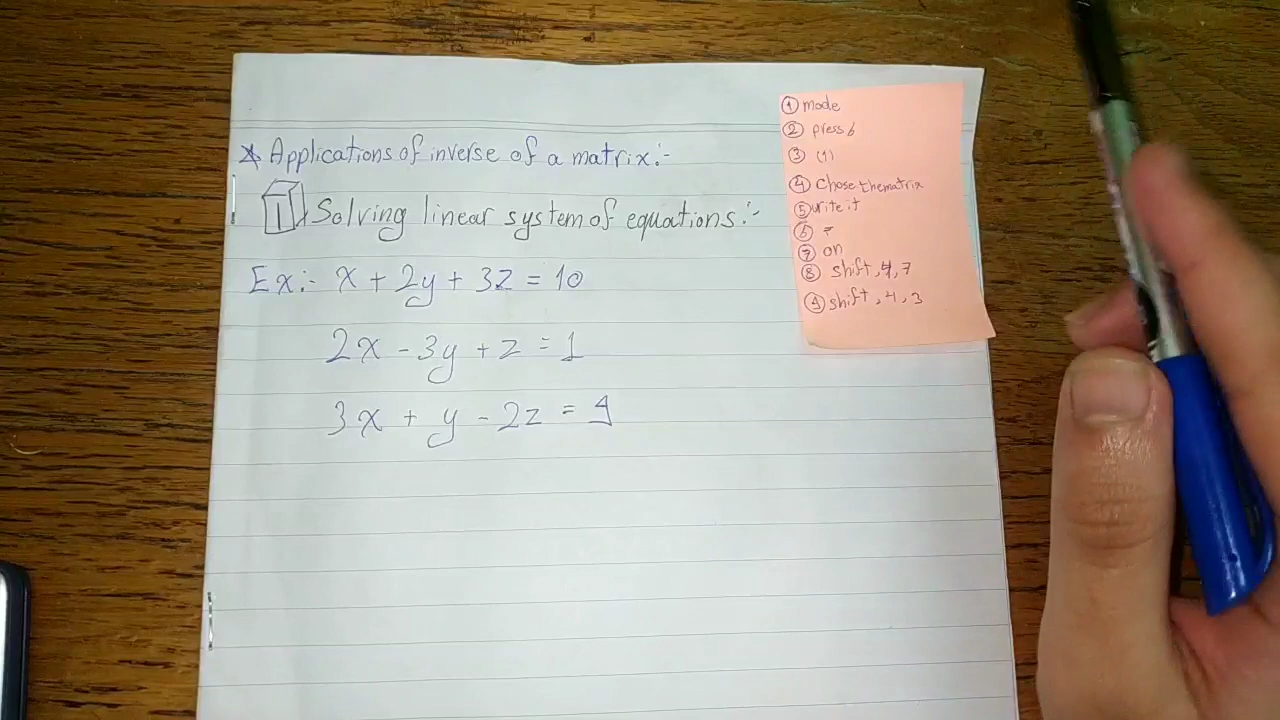 * Applications of inverse of a matrix:-
1 Solving linear system of equations:-
Ex:- x + 2y + 3z = 10
2x - 3y + z = 1
3x + y - 2z = 9
① mode
② press 6
③ (1)
④ chose the matrix
⑤ write it
⑥ =
⑦ on
⑧ shift, 4, 7
⑨ shift, 4, 3